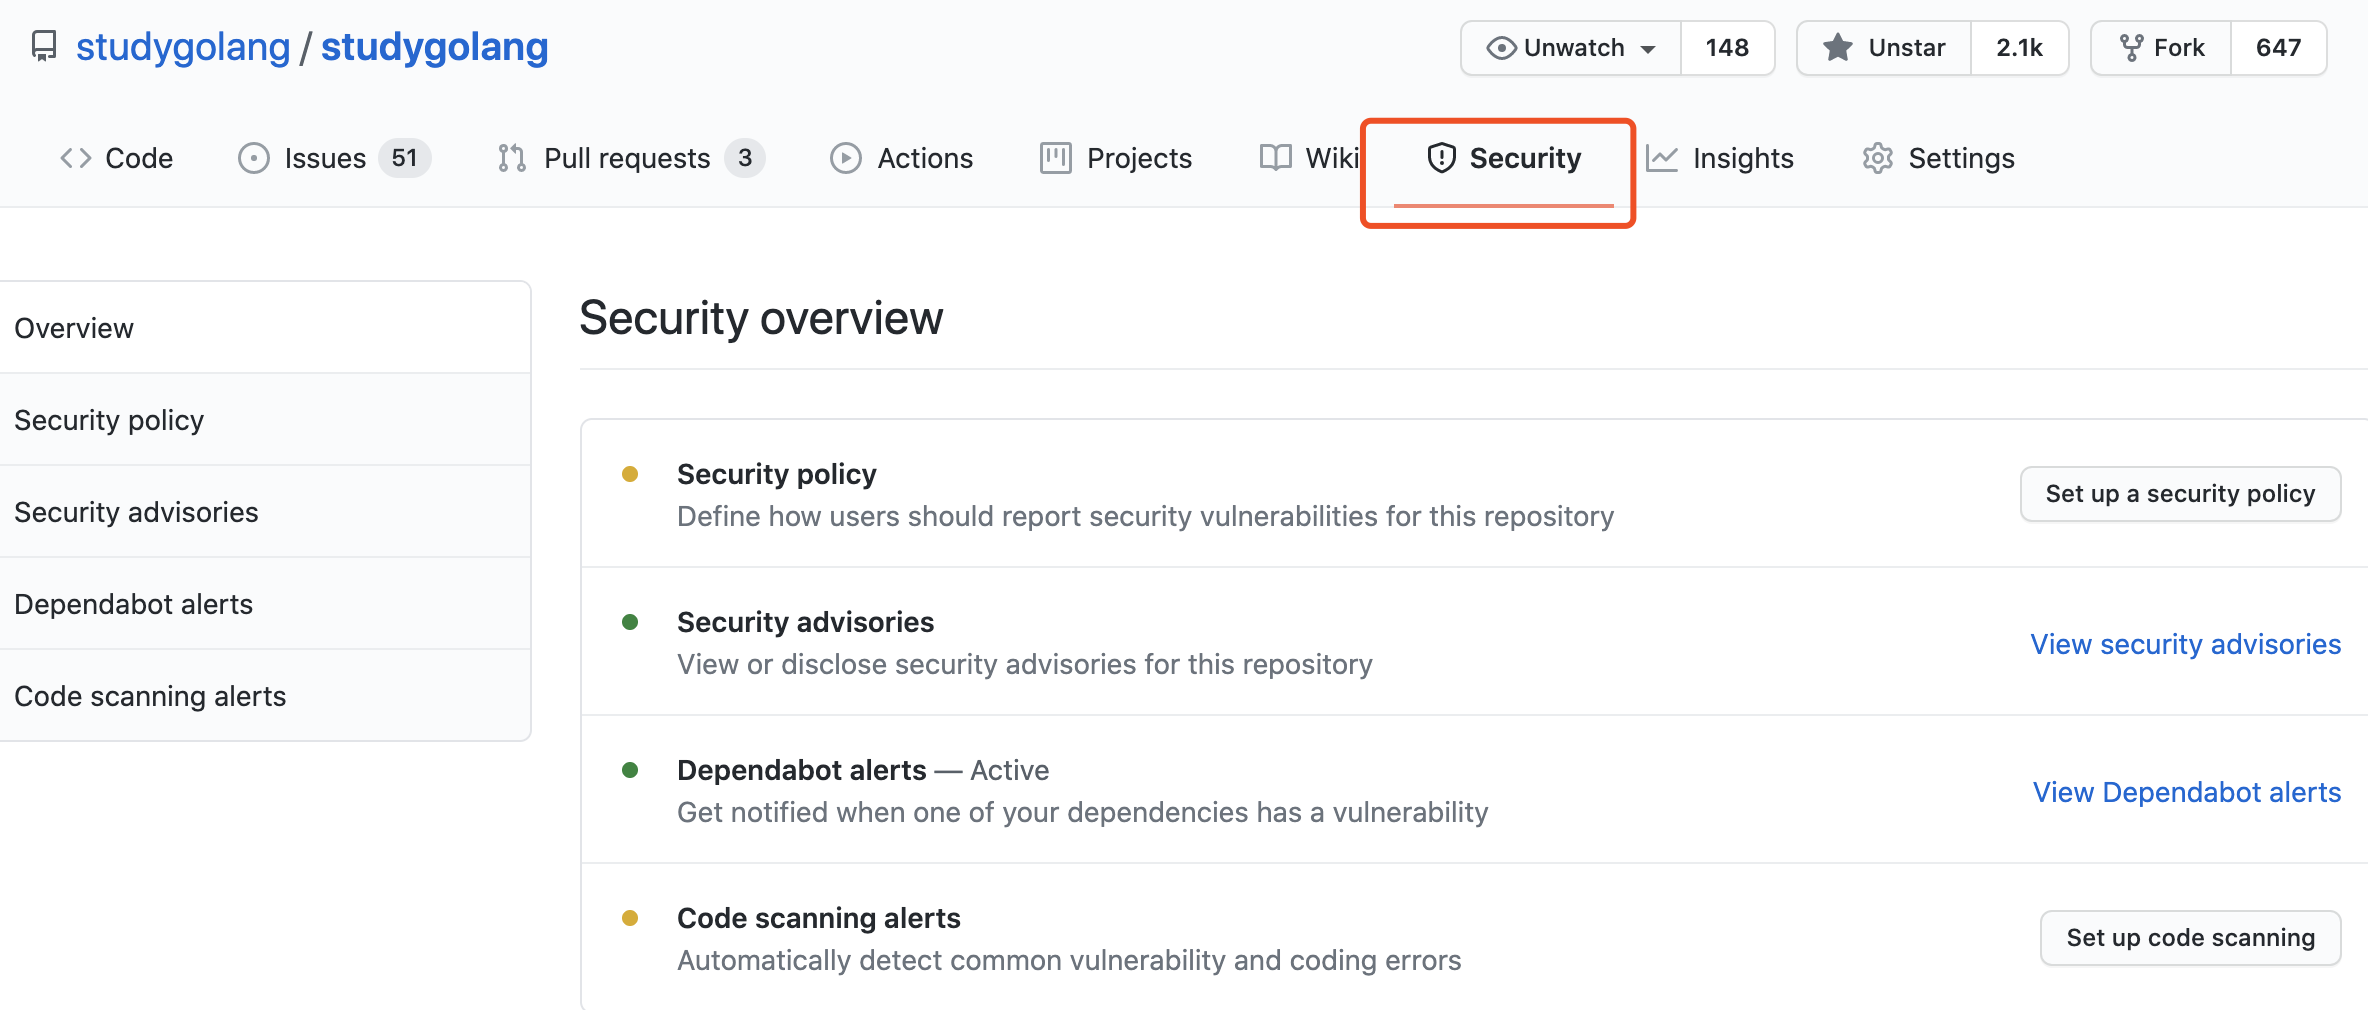 studygolang / studygolang
Unwatch 148 Unstar 2.1k Fork 647
Code Issues 51 Pull requests 3 Actions Projects Wiki Security Insights Settings
Overview
Security policy
Security advisories
Dependabot alerts
Code scanning alerts
Security overview
Security policy
Define how users should report security vulnerabilities for this repository
Set up a security policy
Security advisories
View or disclose security advisories for this repository
View security advisories
Dependabot alerts — Active
Get notified when one of your dependencies has a vulnerability
View Dependabot alerts
Code scanning alerts
Automatically detect common vulnerability and coding errors
Set up code scanning